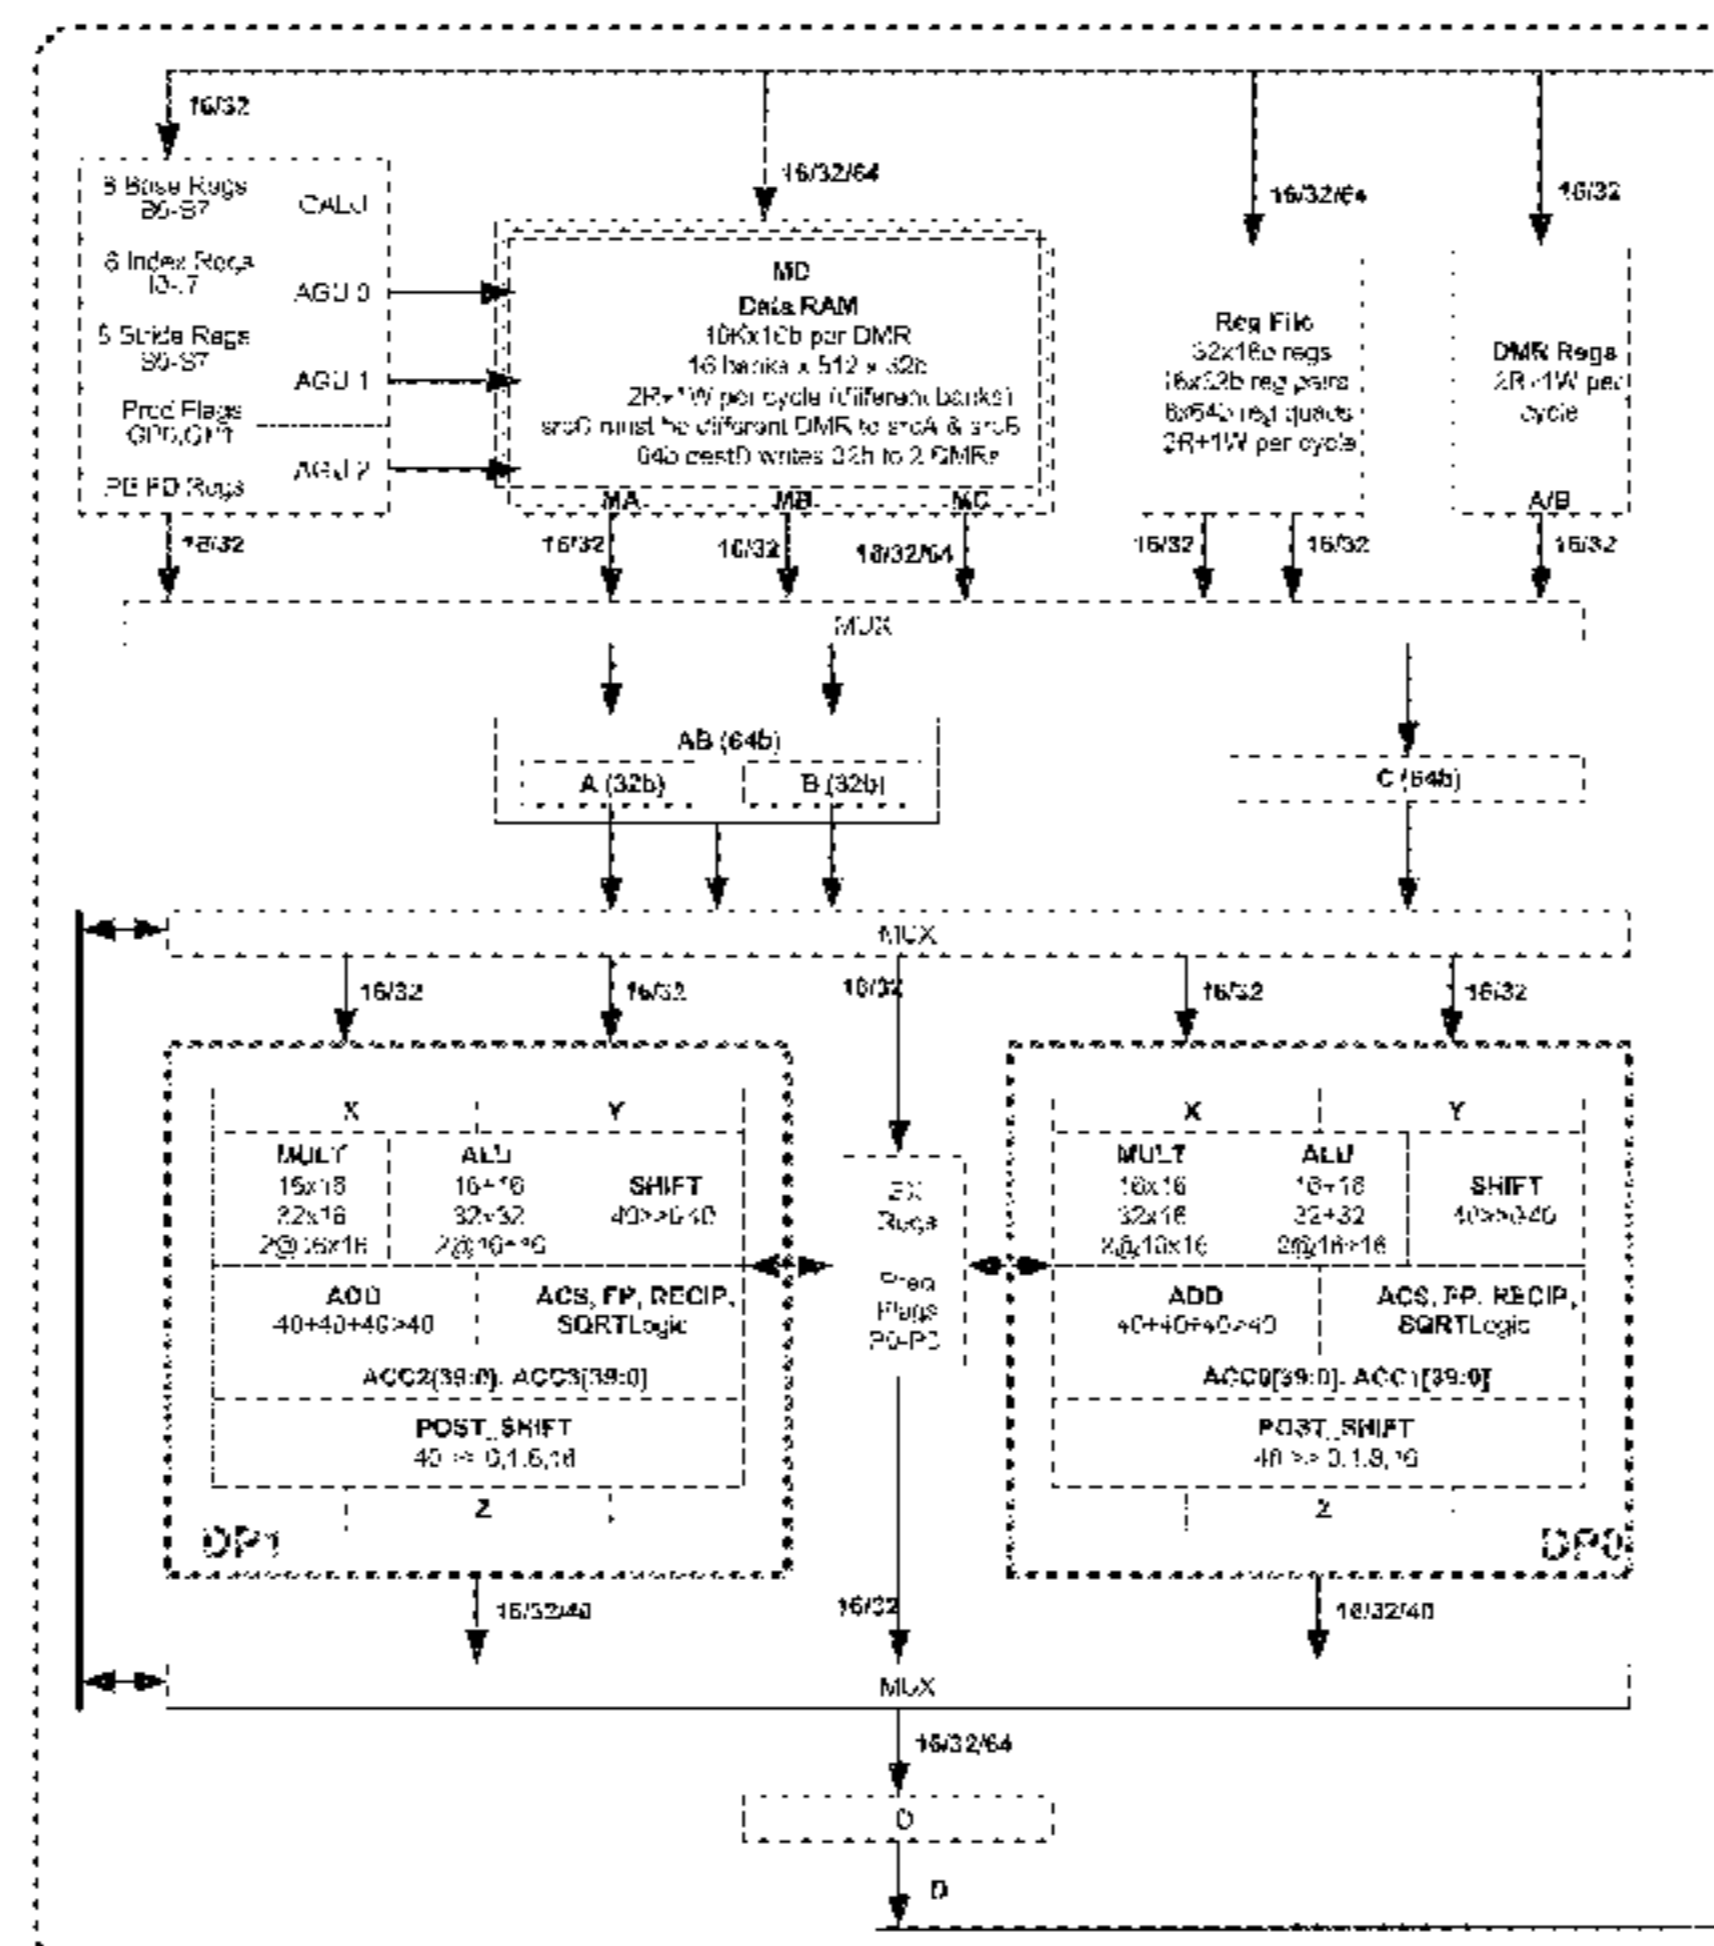 16/32
16/32/64
16/32/64
16/32
8 Base Regs
B0-B7
CALU
8 Index Regs
I0-I7
AGU 0
8 Stride Regs
S0-S7
AGU 1
Pred Flags
AGU 2
Regs
MD
Data RAM
16Kx16b per DMR
16 banks x 512 x 32b
2R+1W per cycle (different banks)
srcC must be different DMR to srcA & srcB
64b destD writes 32b to 2 DMRs
MA
MB
MC
Reg File
32x16b regs
16x32b reg pairs
8x64b reg quads
2R+1W per cycle
DMR Regs
2R+1W per
cycle
A/B
16/32
16/32
16/32
16/32/64
16/32
16/32
16/32
MUX
AB (64b)
A (32b)
B (32b)
C (64b)
MUX
16/32
16/32
16/32
16/32
16/32
X
Y
MULT
16x16
32x16
2@16x16
ALU
16+16
32+32
2@16+16
SHIFT
ADD
40+40+40>40
ACS, FP, RECIP,
SQRTLogic
ACC2[39:0], ACC3[39:0]
POST_SHIFT
40 >> 0,1,8,16
Z
DP1
Regs
Pred
Flags
X
Y
MULT
16x16
32x16
2@16x16
ALU
16+16
32+32
2@16+16
SHIFT
ADD
40+40+40>40
ACS, FP, RECIP,
SQRTLogic
ACC0[39:0], ACC1[39:0]
POST_SHIFT
40 >> 0,1,8,16
Z
DP0
16/32/40
16/32
16/32/40
MUX
16/32/64
D
D